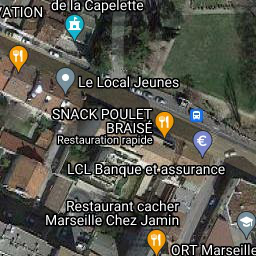 VATION
de la Capelette
Le Local Jeunes
SNACK POULET
BRAISÉ
Restauration rapide
LCL Banque et assurance
Restaurant cacher
Marseille Chez Jamin
ORT Marseille